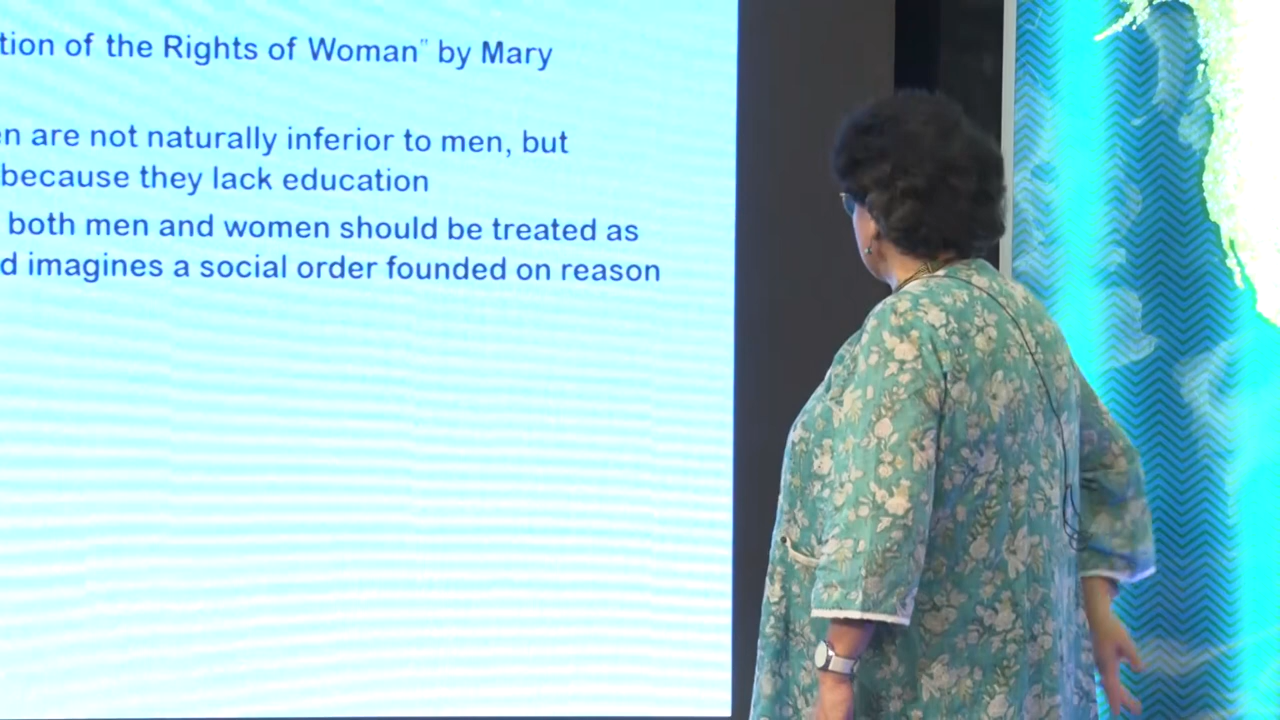 tion of the Rights of Woman" by Mary
en are not naturally inferior to men, but
because they lack education
both men and women should be treated as
d imagines a social order founded on reason